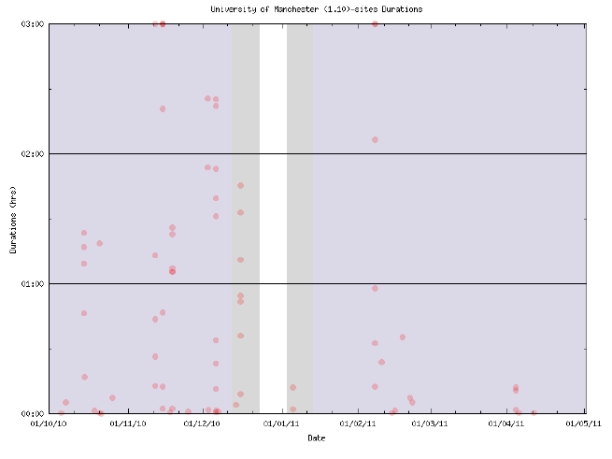 University of Manchester (1.10)-sites Durations
03:00
02:00
01:00
00:00
Durations (Hrs)
01/10/10 01/11/10 01/12/10 01/01/11 01/02/11 01/03/11 01/04/11 01/05/11
Date